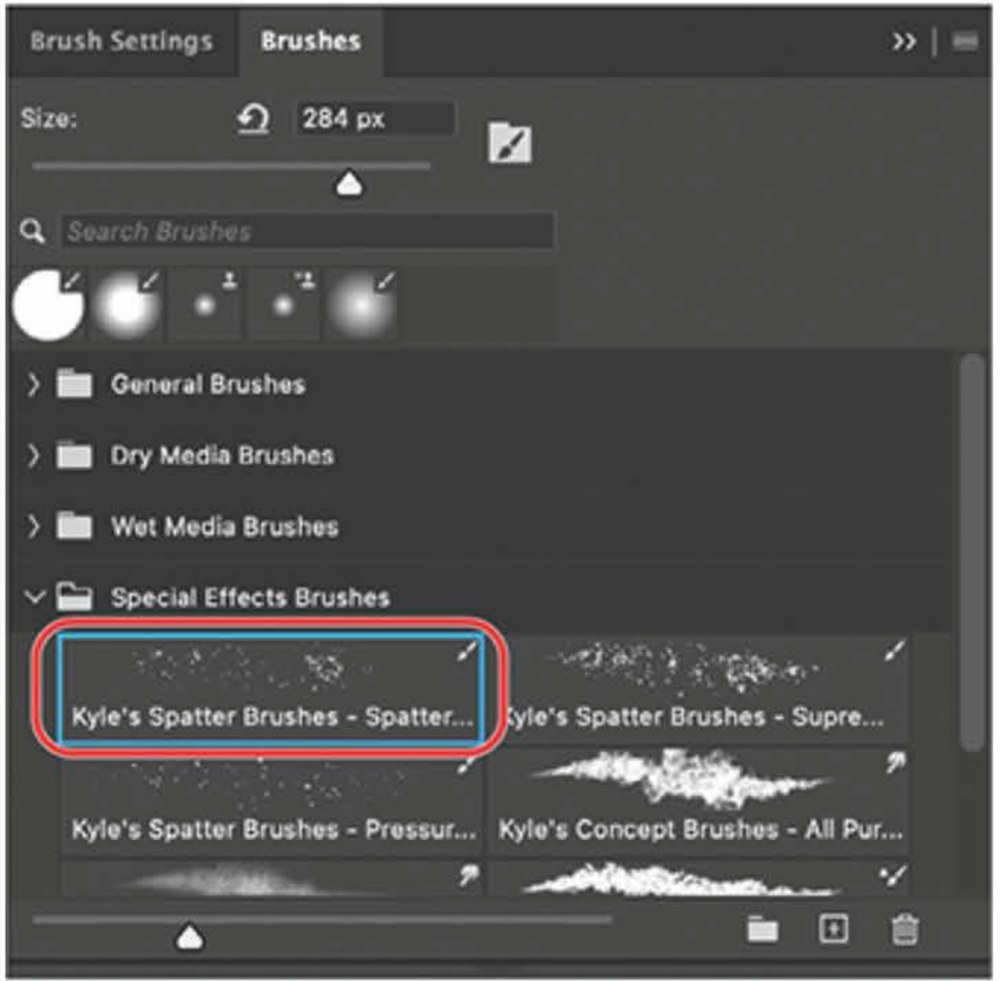 Brush Settings Brushes
Size: 284 px
Search Brushes
General Brushes
Dry Media Brushes
Wet Media Brushes
Special Effects Brushes
Kyle's Spatter Brushes - Spatter... Kyle's Spatter Brushes - Supre...
Kyle's Spatter Brushes - Pressur... Kyle's Concept Brushes - All Pur...